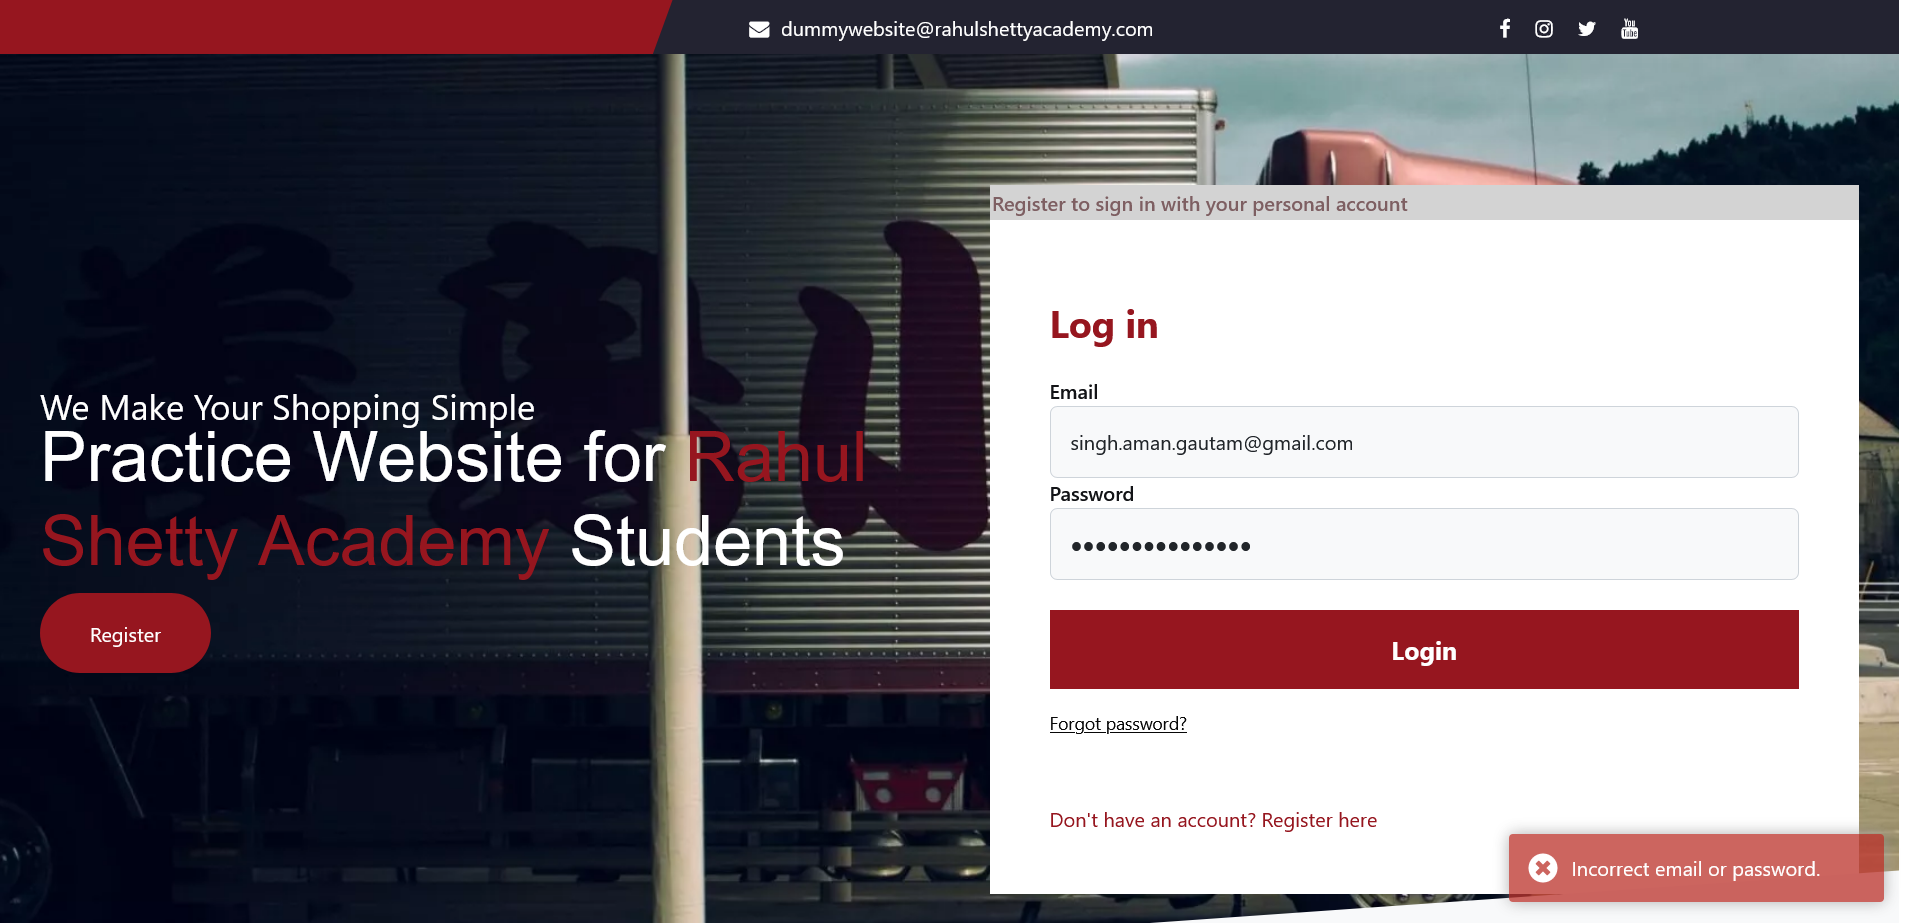 dummywebsite@rahulshettyacademy.com
Register to sign in with your personal account
We Make Your Shopping Simple
Practice Website for Rahul
Shetty Academy Students
Register
Log in
Email
singh.aman.gautam@gmail.com
Password
Login
Forgot password?
Don't have an account? Register here
Incorrect email or password.